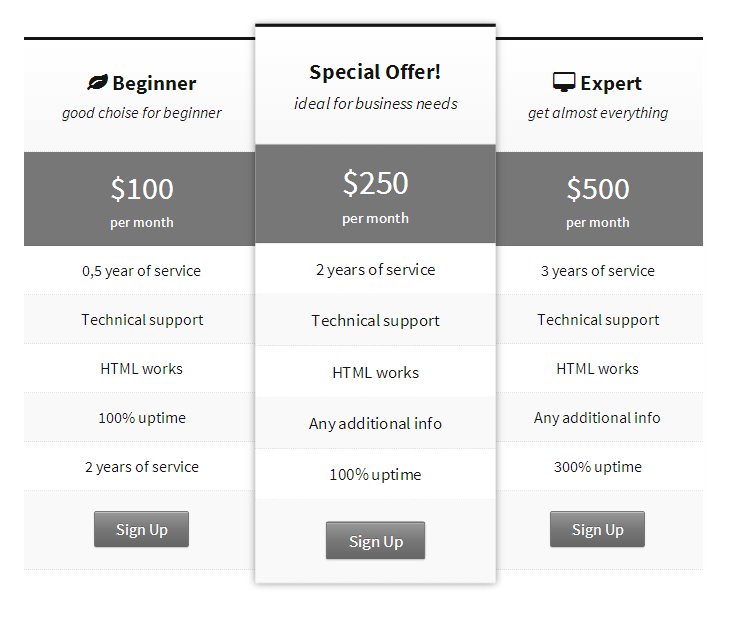 Beginner
good choise for beginner
$100
per month
0,5 year of service
Technical support
HTML works
100% uptime
2 years of service
Sign Up
Special Offer!
ideal for business needs
$250
per month
2 years of service
Technical support
HTML works
Any additional info
100% uptime
Sign Up
Expert
get almost everything
$500
per month
3 years of service
Technical support
HTML works
Any additional info
300% uptime
Sign Up